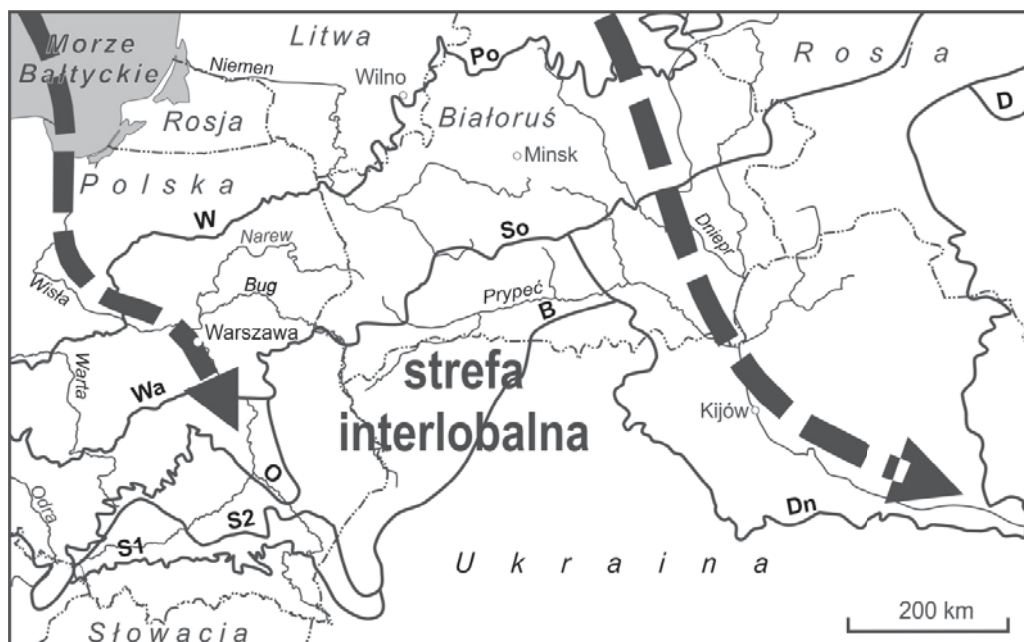 Morze
Bałtyckie
Litwa
Niemen
Wilno
Po
Rosja
D
Rosja
Białoruś
Minsk
Polska
W
Narew
So
Dniepr
Bug
Prypeć
B
Wisła
Warszawa
strefa
interlobalna
Warta
Wa
Kijów
O
Odra
S2
S1
Dn
Ukraina
Słowacja
200 km